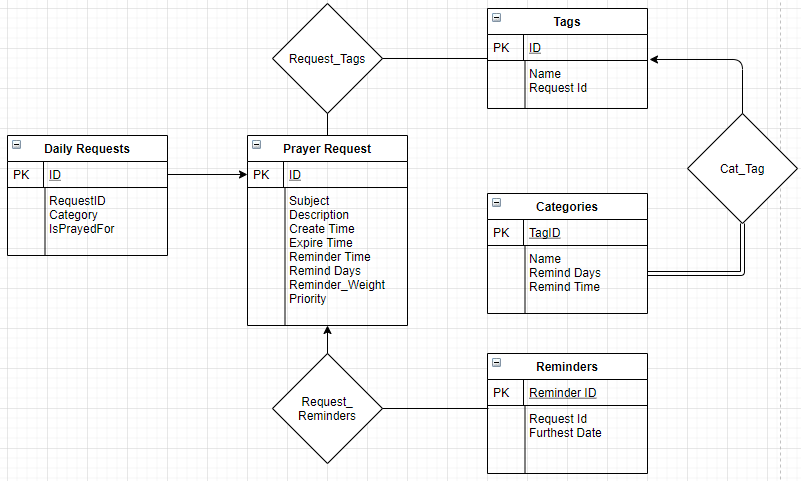 Request_Tags
Tags
PK ID
Name
Request Id
Daily Requests
PK ID
RequestID
Category
IsPrayedFor
Prayer Request
PK ID
Subject
Description
Create Time
Expire Time
Reminder Time
Remind Days
Reminder_Weight
Priority
Cat_Tag
Categories
PK TagID
Name
Remind Days
Remind Time
Request_
Reminders
Reminders
PK Reminder ID
Request Id
Furthest Date